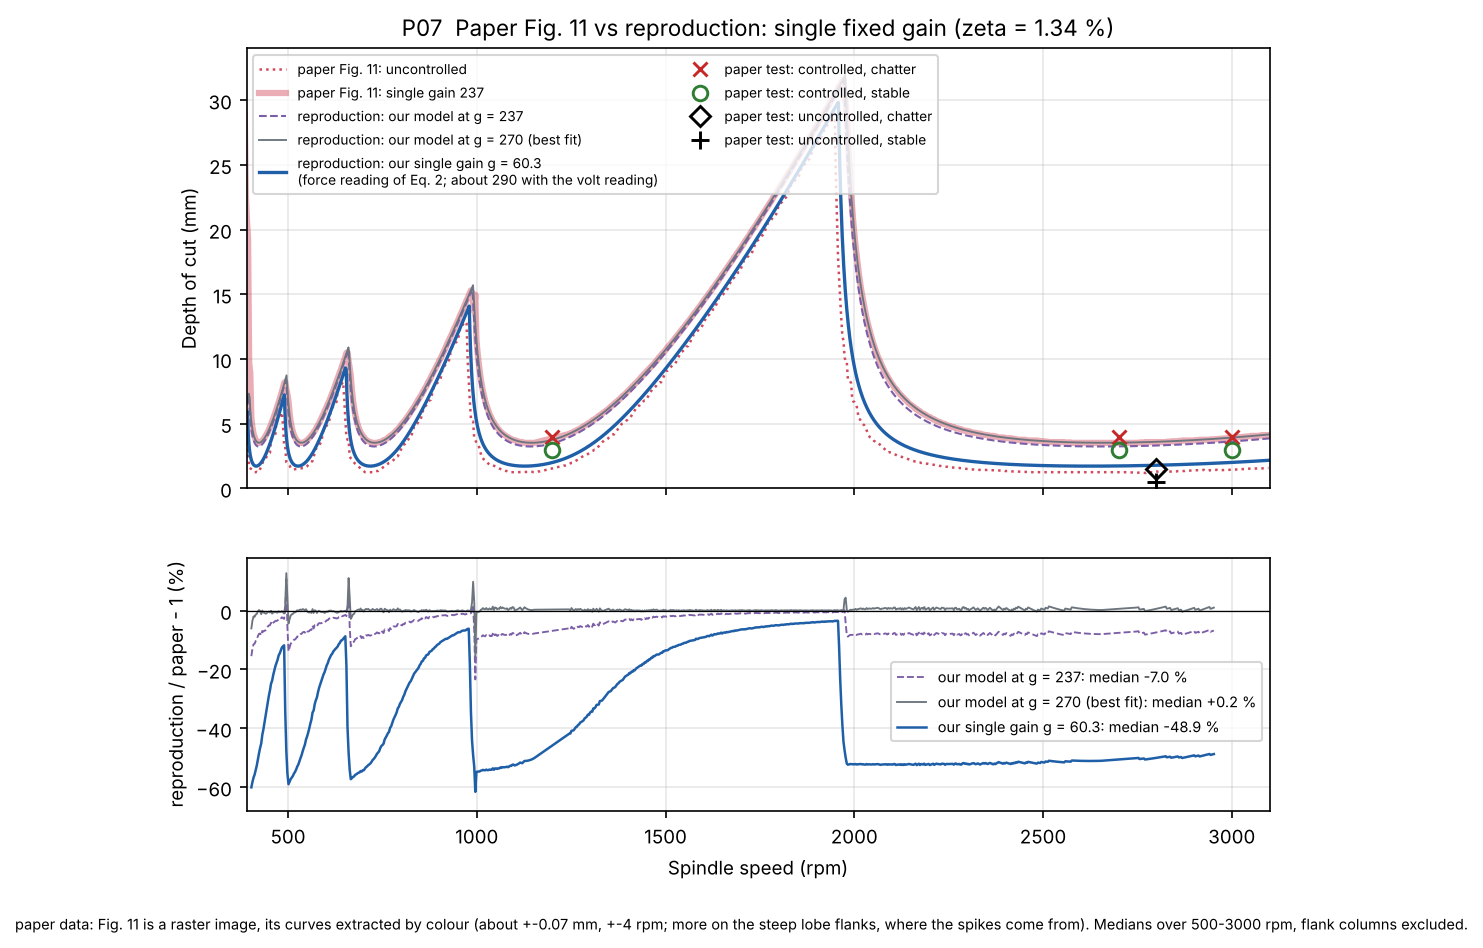 P07  Paper Fig. 11 vs reproduction: single fixed gain (zeta = 1.34 %)
paper Fig. 11: uncontrolled
paper Fig. 11: single gain 237
reproduction: our model at g = 237
reproduction: our model at g = 270 (best fit)
reproduction: our single gain g = 60.3
(force reading of Eq. 2; about 290 with the volt reading)
paper test: controlled, chatter
paper test: controlled, stable
paper test: uncontrolled, chatter
paper test: uncontrolled, stable
Depth of cut (mm)
30
25
20
15
10
5
0
reproduction / paper - 1 (%)
0
−20
−40
−60
our model at g = 237: median -7.0 %
our model at g = 270 (best fit): median +0.2 %
our single gain g = 60.3: median -48.9 %
500 1000 1500 2000 2500 3000
Spindle speed (rpm)
paper data: Fig. 11 is a raster image, its curves extracted by colour (about +-0.07 mm, +-4 rpm; more on the steep lobe flanks, where the spikes come from). Medians over 500-3000 rpm, flank columns excluded.